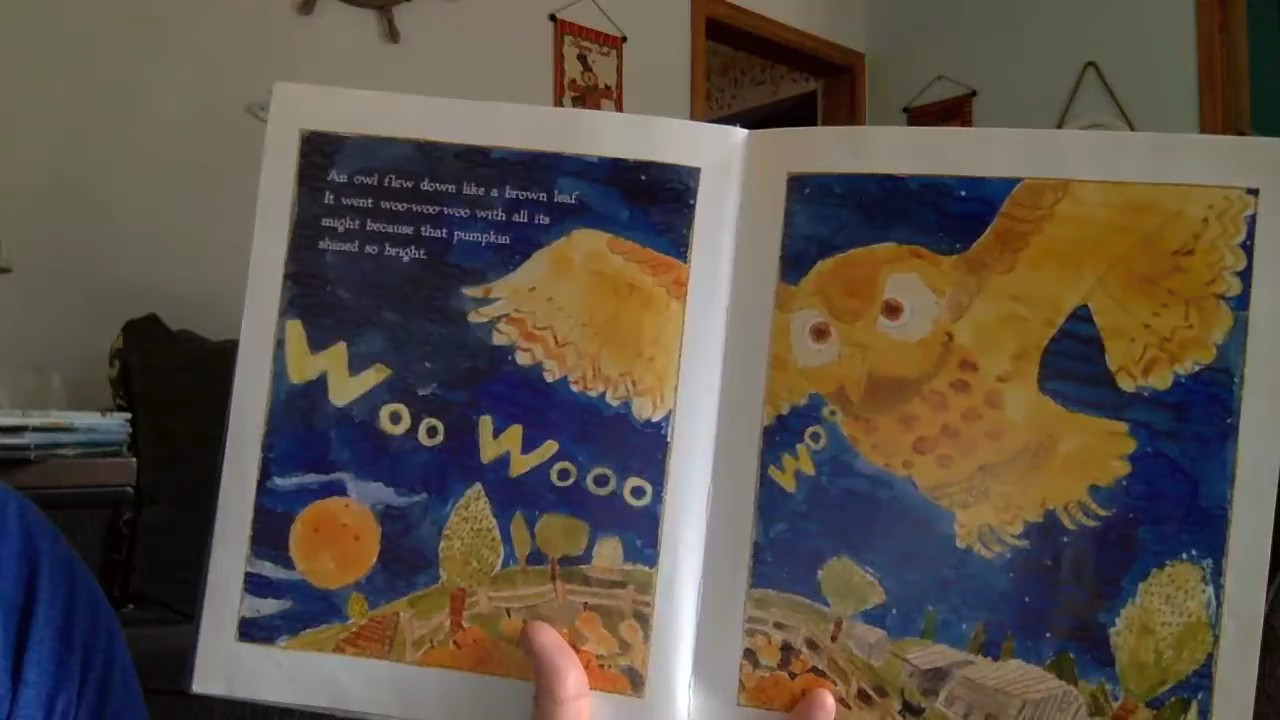 An owl flew down like a brown leaf.
It went woo-woo-woo with all its
might because that pumpkin
shined so bright.
Woo Wooo
Wo